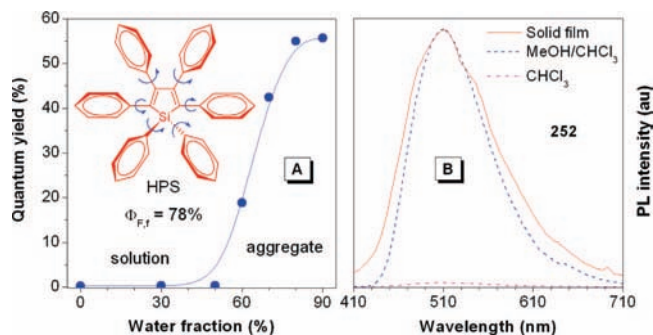 Quantum yield (%)
60
50
40
30
20
10
0
Si
HPS
ΦF,f = 78%
A
solution
aggregate
0
30
60
90
Water fraction (%)
Solid film
MeOH/CHCl3
CHCl3
252
B
PL intensity (au)
410
510
610
710
Wavelength (nm)